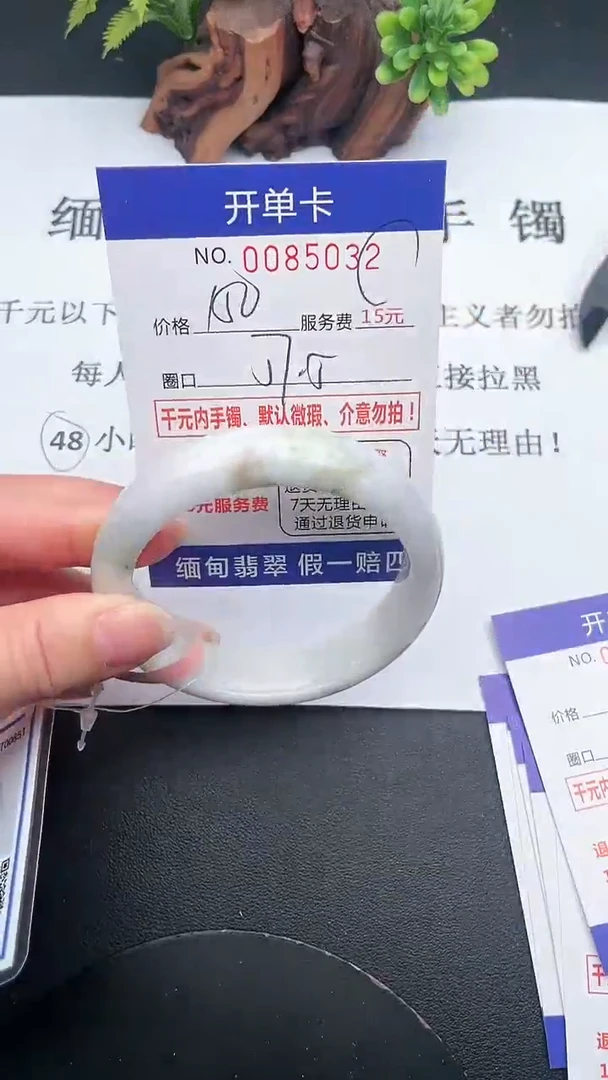 开单卡
缅 手 镯
NO. 0085032
千元以下 主义者勿拍
价格 服务费 15元
每人 接拉黑
圈口
千元内手镯、默认微瑕、介意勿拍！
48 小 天无理由！
元服务费 7天无理由
通过退货申
缅甸翡翠 假一赔四
开
NO.
价格
圈口
千元内
退
千
退